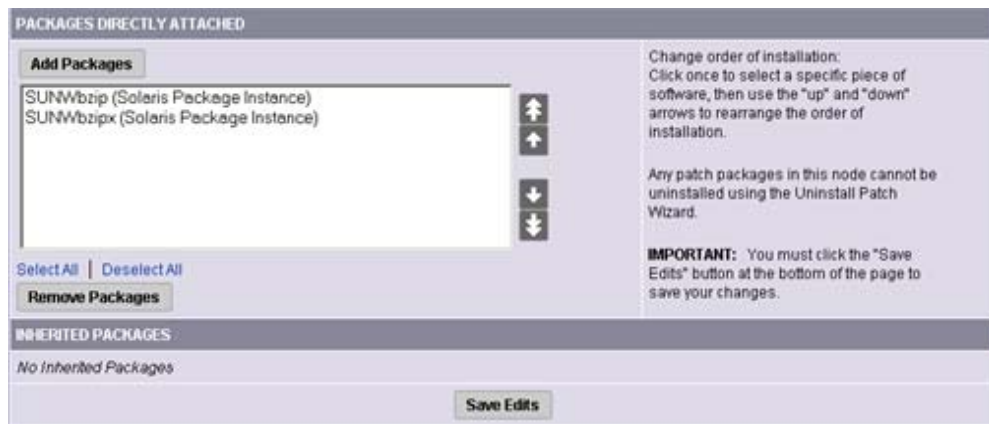 PACKAGES DIRECTLY ATTACHED
Add Packages
SUNWbzip (Solaris Package Instance)
SUNWbzipx (Solaris Package Instance)
Select All | Deselect All
Remove Packages
Change order of installation:
Click once to select a specific piece of
software, then use the "up" and "down"
arrows to rearrange the order of
installation.
Any patch packages in this node cannot be
uninstalled using the Uninstall Patch
Wizard.
IMPORTANT: You must click the "Save
Edits" button at the bottom of the page to
save your changes.
INHERITED PACKAGES
No Inherited Packages
Save Edits